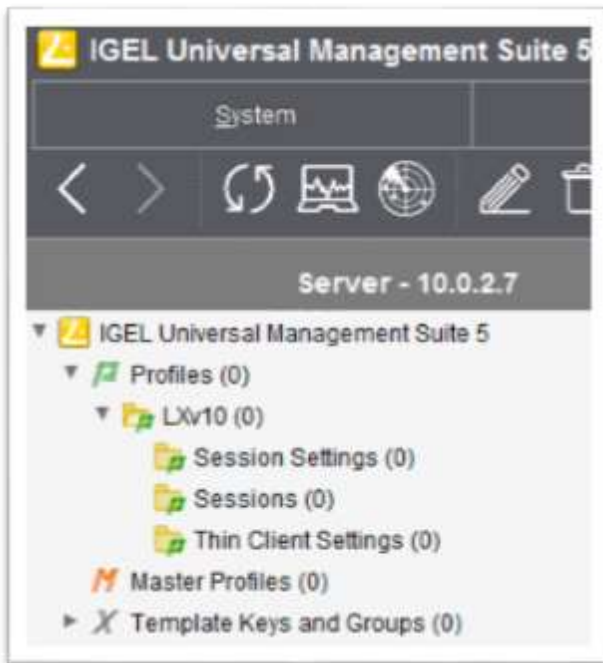 IGEL Universal Management Suite 5
System
Server - 10.0.2.7
IGEL Universal Management Suite 5
Profiles (0)
LXv10 (0)
Session Settings (0)
Sessions (0)
Thin Client Settings (0)
Master Profiles (0)
Template Keys and Groups (0)